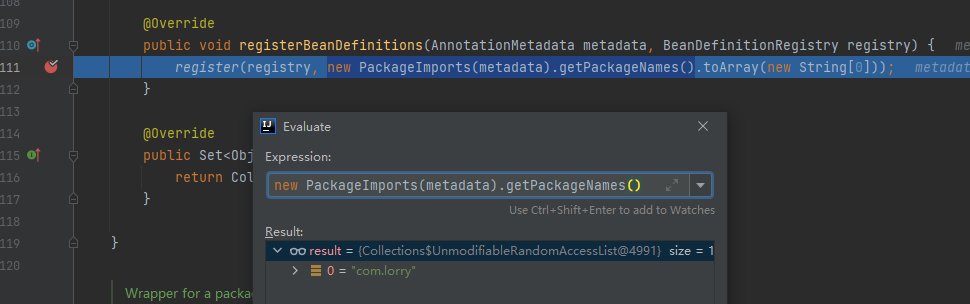 108
109 @Override
110 public void registerBeanDefinitions(AnnotationMetadata metadata, BeanDefinitionRegistry registry) { me
111 register(registry, new PackageImports(metadata).getPackageNames().toArray(new String[0])); metadat
112 }
113
114 @Override
115 public Set<Obj
116 return Col
117 }
118
119 }
120
Wrapper for a packa
Evaluate
Expression:
new PackageImports(metadata).getPackageNames()
Use Ctrl+Shift+Enter to add to Watches
Result:
result = {Collections$UnmodifiableRandomAccessList@4991} size = 1
0 = "com.lorry"